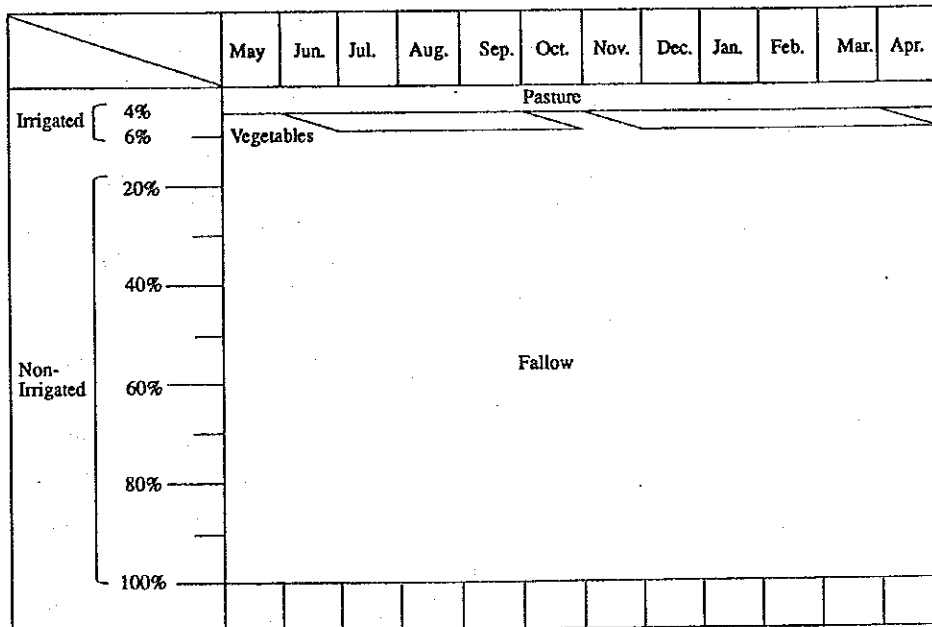 May Jun. Jul. Aug. Sep. Oct. Nov. Dec. Jan. Feb. Mar. Apr.
Pasture
Irrigated 4%
6%
Vegetables
20%
40%
Fallow
Non-
Irrigated
60%
80%
100%